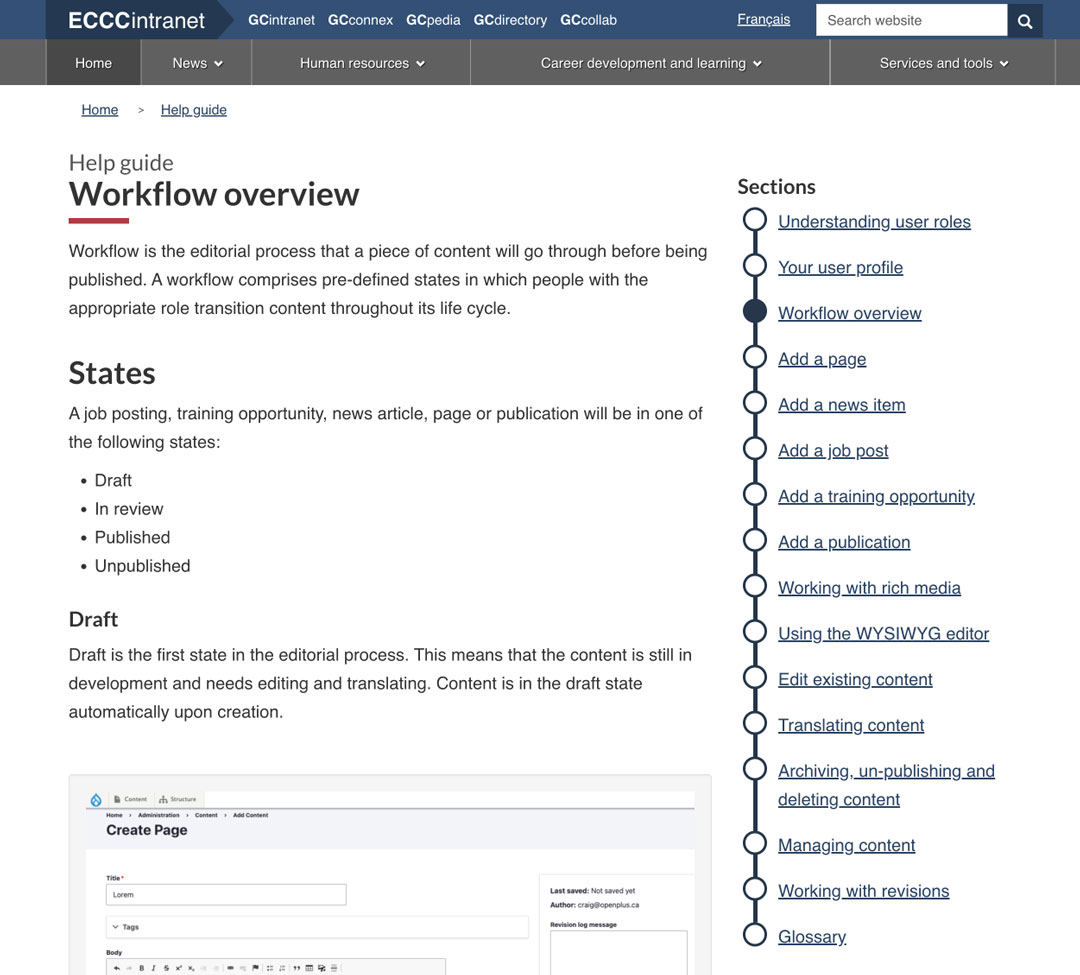 ECCCintranet GCintranet GCconnex GCpedia GCdirectory GCcollab Français Search website
Home News Human resources Career development and learning Services and tools
Home > Help guide
Help guide
Workflow overview
Workflow is the editorial process that a piece of content will go through before being
published. A workflow comprises pre-defined states in which people with the
appropriate role transition content throughout its life cycle.
States
A job posting, training opportunity, news article, page or publication will be in one of
the following states:
• Draft
• In review
• Published
• Unpublished
Draft
Draft is the first state in the editorial process. This means that the content is still in
development and needs editing and translating. Content is in the draft state
automatically upon creation.
Content Structure
Home > Administration > Content > Add Content
Create Page
Title*
Lorem
Tags
Body
B I S x² x₂
Last saved: Not saved yet
Author: craig@openplus.ca
Revision log message
Sections
Understanding user roles
Your user profile
Workflow overview
Add a page
Add a news item
Add a job post
Add a training opportunity
Add a publication
Working with rich media
Using the WYSIWYG editor
Edit existing content
Translating content
Archiving, un-publishing and
deleting content
Managing content
Working with revisions
Glossary